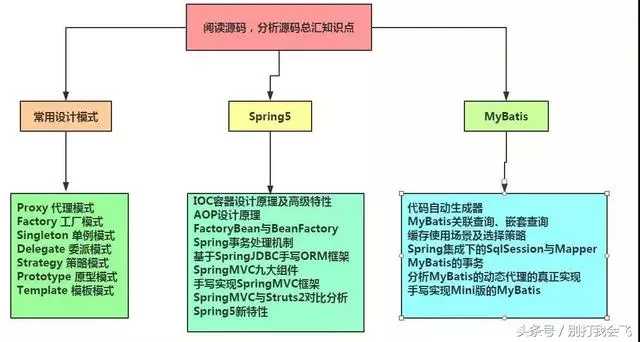 阅读源码，分析源码总汇知识点
常用设计模式
Spring5
MyBatis
Proxy 代理模式
Factory 工厂模式
Singleton 单例模式
Delegate 委派模式
Strategy 策略模式
Prototype 原型模式
Template 模板模式
IOC容器设计原理及高级特性
AOP设计原理
FactoryBean与BeanFactory
Spring事务处理机制
基于SpringJDBC手写ORM框架
SpringMVC九大组件
手写实现SpringMVC框架
SpringMVC与Struts2对比分析
Spring5新特性
代码自动生成器
MyBatis关联查询、嵌套查询
缓存使用场景及选择策略
Spring集成下的SqlSession与Mapper
MyBatis的事务
分析MyBatis的动态代理的真正实现
手写实现Mini版的MyBatis
头条号 / 别打我会飞